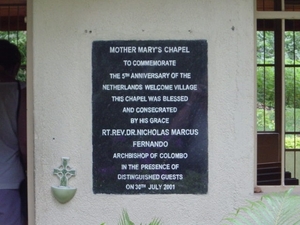 MOTHER MARY'S CHAPEL
TO COMMEMORATE
THE 5TH ANNIVERSARY OF THE
NETHERLANDS WELCOME VILLAGE
THIS CHAPEL WAS BLESSED
AND CONSECRATED
BY HIS GRACE
RT.REV.DR.NICHOLAS MARCUS
FERNANDO
ARCHBISHOP OF COLOMBO
IN THE PRESENCE OF
DISTINGUISHED GUESTS
ON 30TH JULY 2001